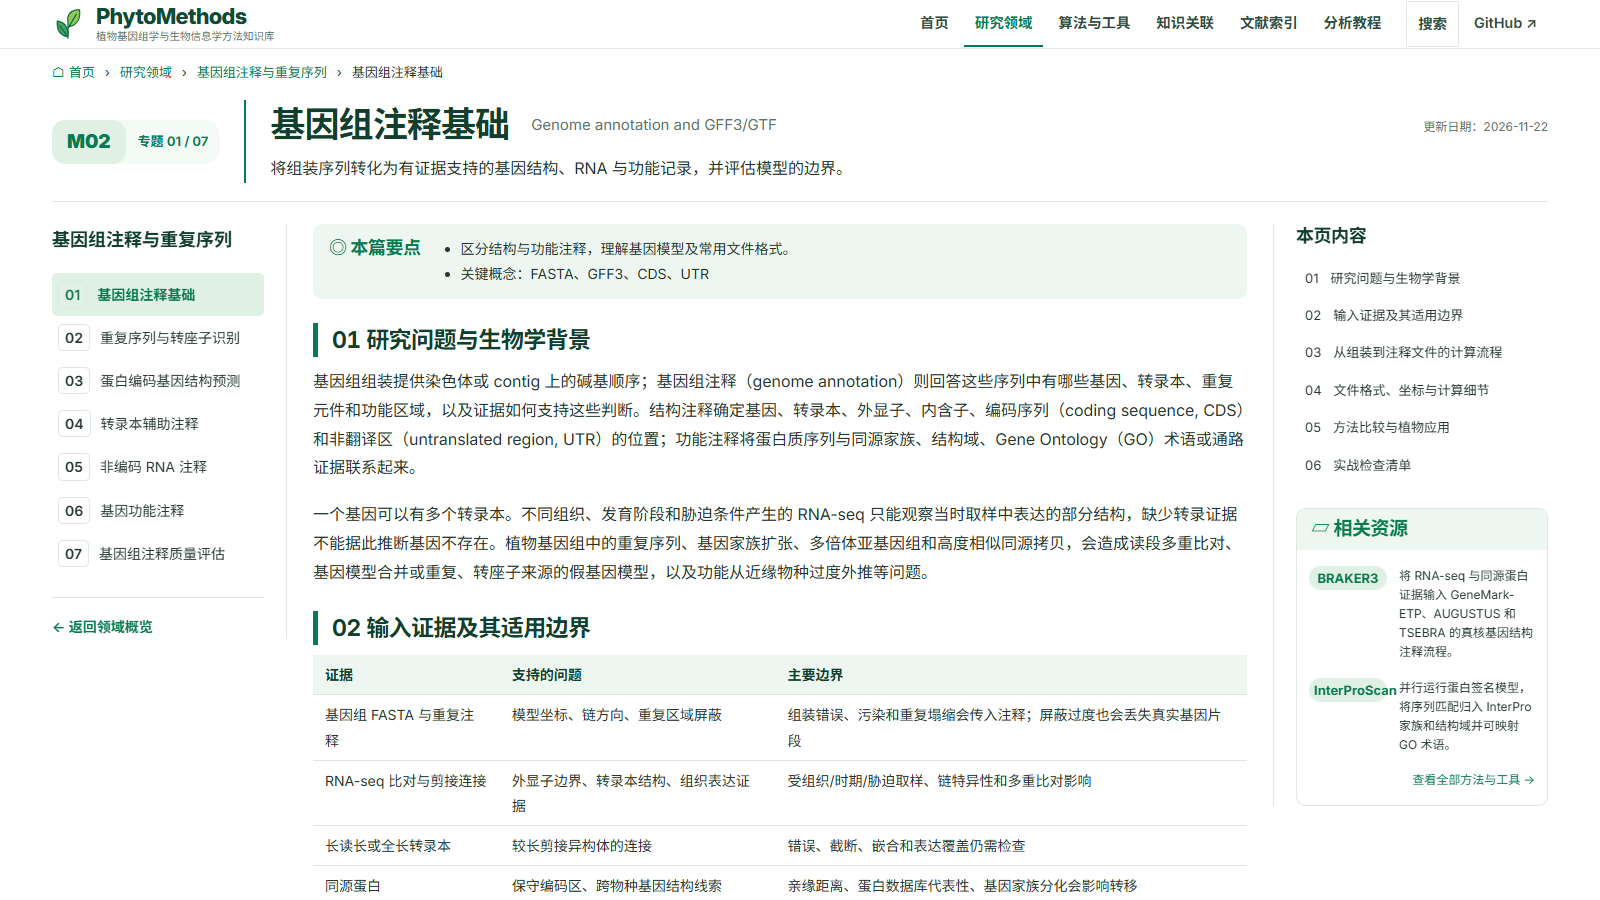 PhytoMethods
植物基因组学与生物信息学方法知识库
首页
研究领域
算法与工具
知识关联
文献索引
分析教程
搜索
GitHub ↗
首页 › 研究领域 › 基因组注释与重复序列 › 基因组注释基础
M02 专题 01 / 07
基因组注释基础 Genome annotation and GFF3/GTF
更新日期：2026-11-22
将组装序列转化为有证据支持的基因结构、RNA 与功能记录，并评估模型的边界。
基因组注释与重复序列
01 基因组注释基础
02 重复序列与转座子识别
03 蛋白编码基因结构预测
04 转录本辅助注释
05 非编码 RNA 注释
06 基因功能注释
07 基因组注释质量评估
← 返回领域概览
◎ 本篇要点
• 区分结构与功能注释，理解基因模型及常用文件格式。
• 关键概念：FASTA、GFF3、CDS、UTR
01 研究问题与生物学背景
基因组组装提供染色体或 contig 上的碱基顺序；基因组注释（genome annotation）则回答这些序列中有哪些基因、转录本、重复
元件和功能区域，以及证据如何支持这些判断。结构注释确定基因、转录本、外显子、内含子、编码序列（coding sequence, CDS）
和非翻译区（untranslated region, UTR）的位置；功能注释将蛋白质序列与同源家族、结构域、Gene Ontology（GO）术语或通路
证据联系起来。
一个基因可以有多个转录本。不同组织、发育阶段和胁迫条件产生的 RNA-seq 只能观察当时取样中表达的部分结构，缺少转录证据
不能据此推断基因不存在。植物基因组中的重复序列、基因家族扩张、多倍体亚基因组和高度相似同源拷贝，会造成读段多重比对、
基因模型合并或重复、转座子来源的假基因模型，以及功能从近缘物种过度外推等问题。
02 输入证据及其适用边界
证据 支持的问题 主要边界
基因组 FASTA 与重复注
释
模型坐标、链方向、重复区域屏蔽
组装错误、污染和重复塌缩会传入注释；屏蔽过度也会丢失真实基因片
段
RNA-seq 比对与剪接连接
外显子边界、转录本结构、组织表达证
据
受组织/时期/胁迫取样、链特异性和多重比对影响
长读长或全长转录本 较长剪接异构体的连接 错误、截断、嵌合和表达覆盖仍需检查
同源蛋白 保守编码区、跨物种基因结构线索 亲缘距离、蛋白数据库代表性、基因家族分化会影响转移
本页内容
01 研究问题与生物学背景
02 输入证据及其适用边界
03 从组装到注释文件的计算流程
04 文件格式、坐标与计算细节
05 方法比较与植物应用
06 实战检查清单
相关资源
BRAKER3
将 RNA-seq 与同源蛋白
证据输入 GeneMark-
ETP、AUGUSTUS 和
TSEBRA 的真核基因结构
注释流程。
InterProScan
并行运行蛋白签名模型，
将序列匹配归入 InterPro
家族和结构域并可映射
GO 术语。
查看全部方法与工具 →